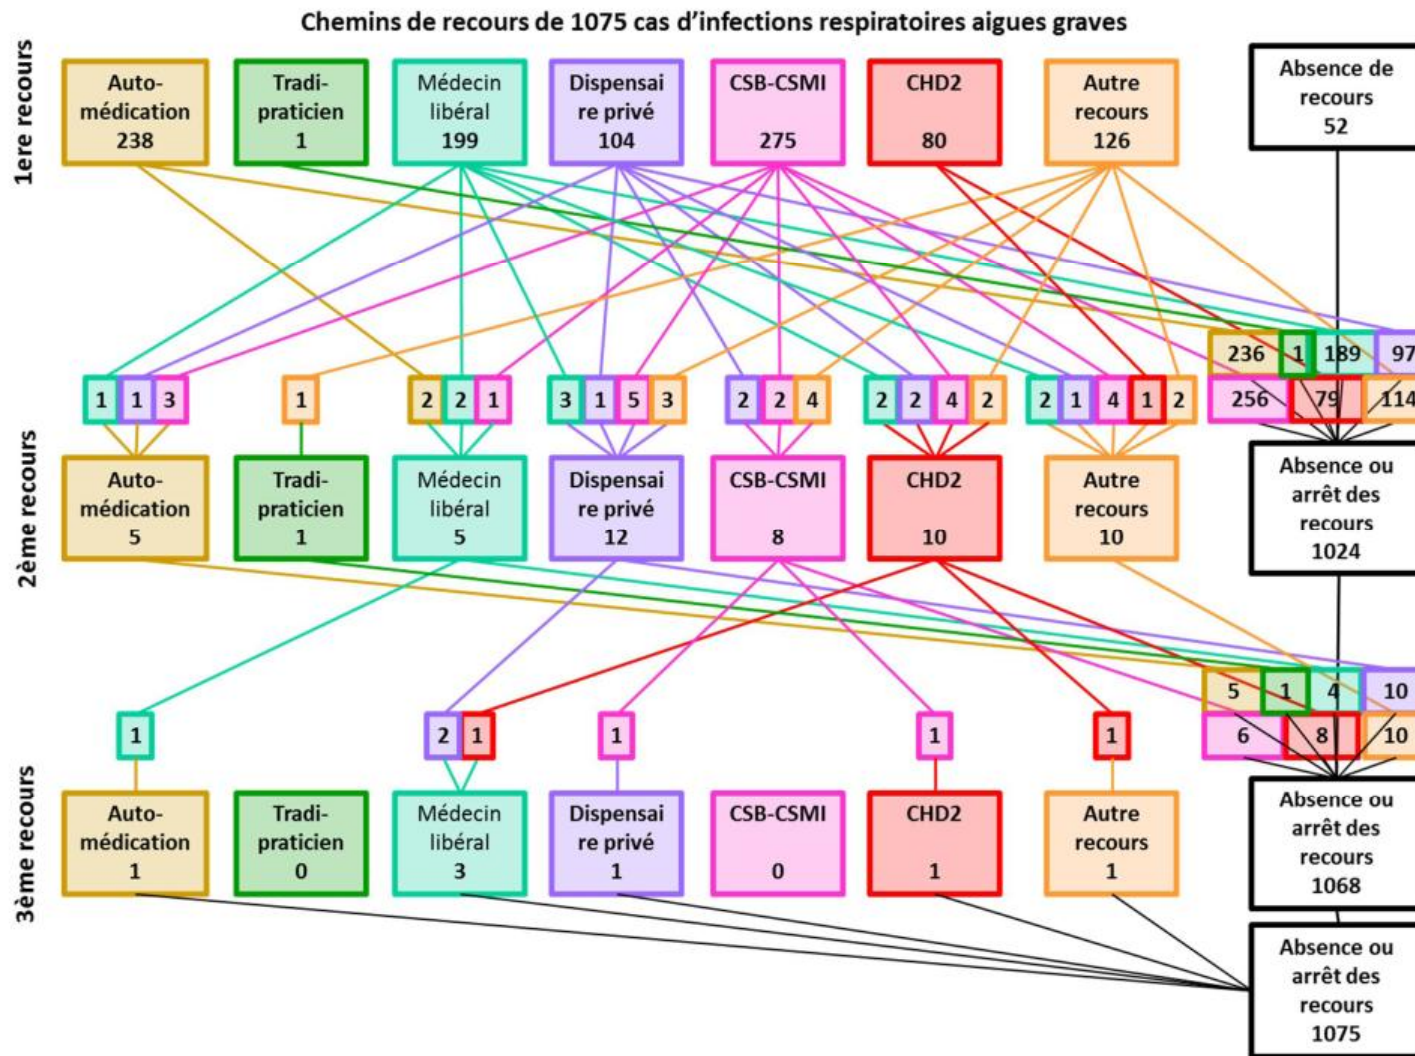 Chemins de recours de 1075 cas d’infections respiratoires aigues graves
1ere recours
Auto-
médication
238
Tradi-
praticien
1
Médecin
libéral
199
Dispensai
re privé
104
CSB-CSMI
275
CHD2
80
Autre
recours
126
Absence de
recours
52
236 1 189 97
256 79 114
1 1 3
1
2 2 1
3 1 5 3
2 2 4
2 2 4 2
2 1 4 1 2
2ème recours
Auto-
médication
5
Tradi-
praticien
1
Médecin
libéral
5
Dispensai
re privé
12
CSB-CSMI
8
CHD2
10
Autre
recours
10
Absence ou
arrêt des
recours
1024
5 1 4 10
6 8 10
1
2 1
1
1
1
3ème recours
Auto-
médication
1
Tradi-
praticien
0
Médecin
libéral
3
Dispensai
re privé
1
CSB-CSMI
0
CHD2
1
Autre
recours
1
Absence ou
arrêt des
recours
1068
Absence ou
arrêt des
recours
1075